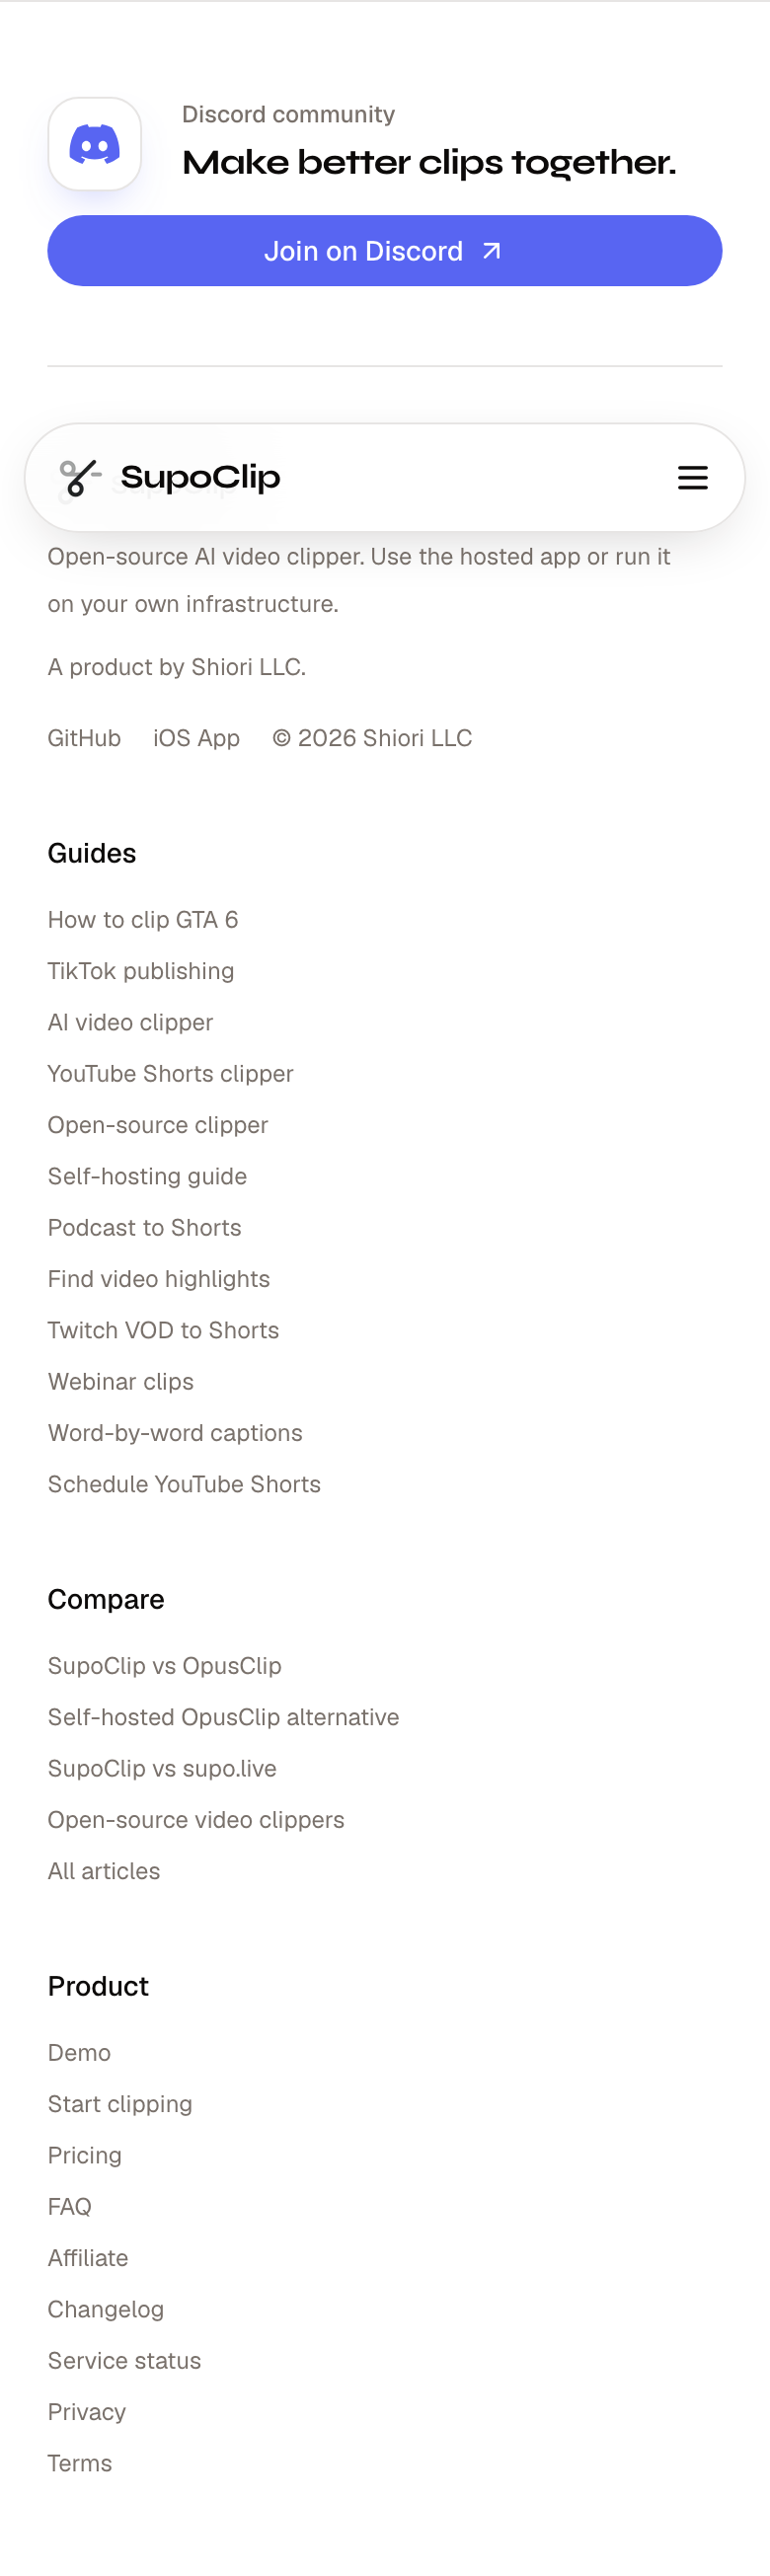 Discord community
Make better clips together.
Join on Discord
SupoClip
Open-source AI video clipper. Use the hosted app or run it
on your own infrastructure.
A product by Shiori LLC.
GitHub iOS App © 2026 Shiori LLC
Guides
How to clip GTA 6
TikTok publishing
AI video clipper
YouTube Shorts clipper
Open-source clipper
Self-hosting guide
Podcast to Shorts
Find video highlights
Twitch VOD to Shorts
Webinar clips
Word-by-word captions
Schedule YouTube Shorts
Compare
SupoClip vs OpusClip
Self-hosted OpusClip alternative
SupoClip vs supo.live
Open-source video clippers
All articles
Product
Demo
Start clipping
Pricing
FAQ
Affiliate
Changelog
Service status
Privacy
Terms